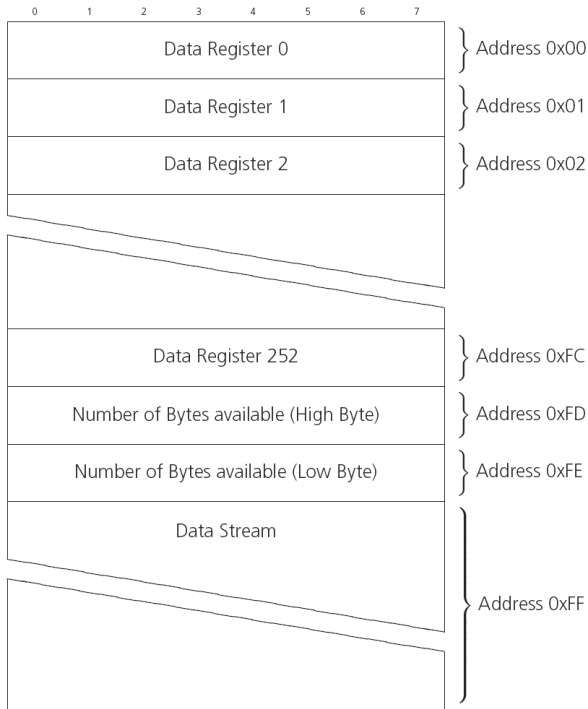 0 1 2 3 4 5 6 7
Data Register 0 Address 0x00
Data Register 1 Address 0x01
Data Register 2 Address 0x02
Data Register 252 Address 0xFC
Number of Bytes available (High Byte) Address 0xFD
Number of Bytes available (Low Byte) Address 0xFE
Data Stream
Address 0xFF